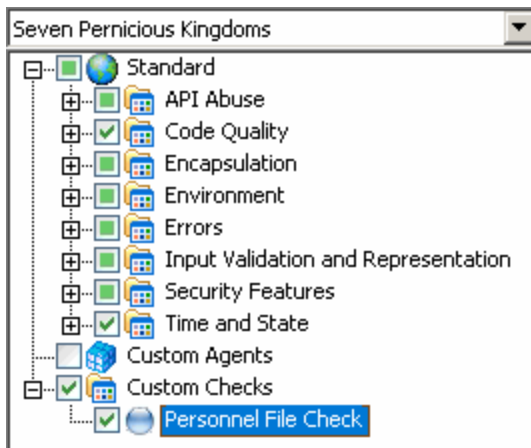 Seven Pernicious Kingdoms
Standard
API Abuse
Code Quality
Encapsulation
Environment
Errors
Input Validation and Representation
Security Features
Time and State
Custom Agents
Custom Checks
Personnel File Check